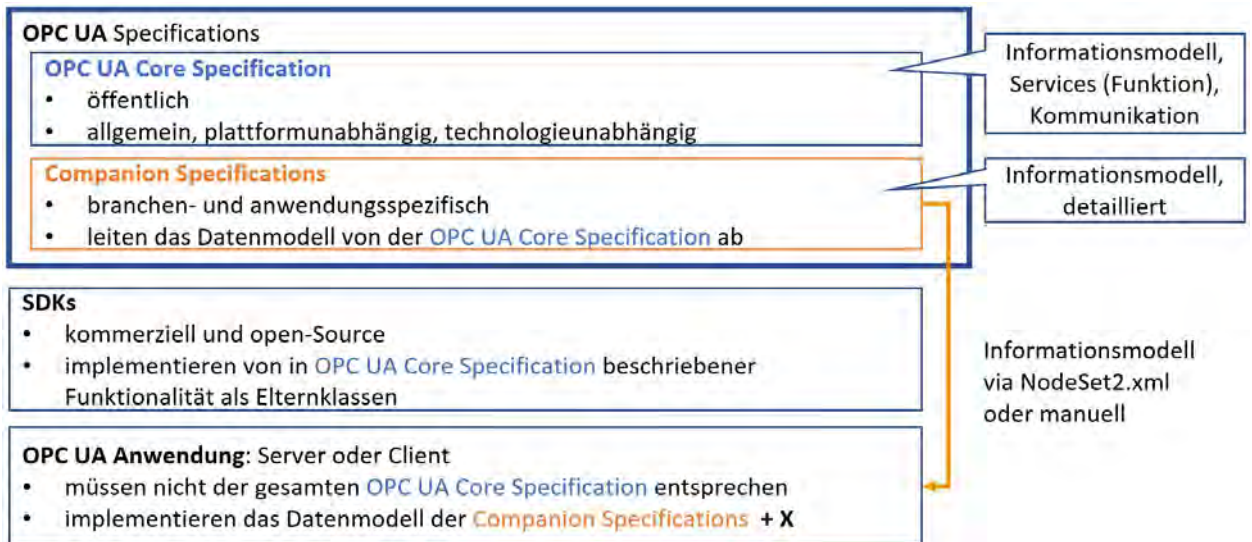 OPC UA Specifications
OPC UA Core Specification
• öffentlich
• allgemein, plattformunabhängig, technologieunabhängig
Informationsmodell,
Services (Funktion),
Kommunikation
Companion Specifications
• branchen- und anwendungsspezifisch
• leiten das Datenmodell von der OPC UA Core Specification ab
Informationsmodell,
detailliert
SDKs
• kommerziell und open-Source
• implementieren von in OPC UA Core Specification beschriebener
Funktionalität als Elternklassen
Informationsmodell
via NodeSet2.xml
oder manuell
OPC UA Anwendung: Server oder Client
• müssen nicht der gesamten OPC UA Core Specification entsprechen
• implementieren das Datenmodell der Companion Specifications + X